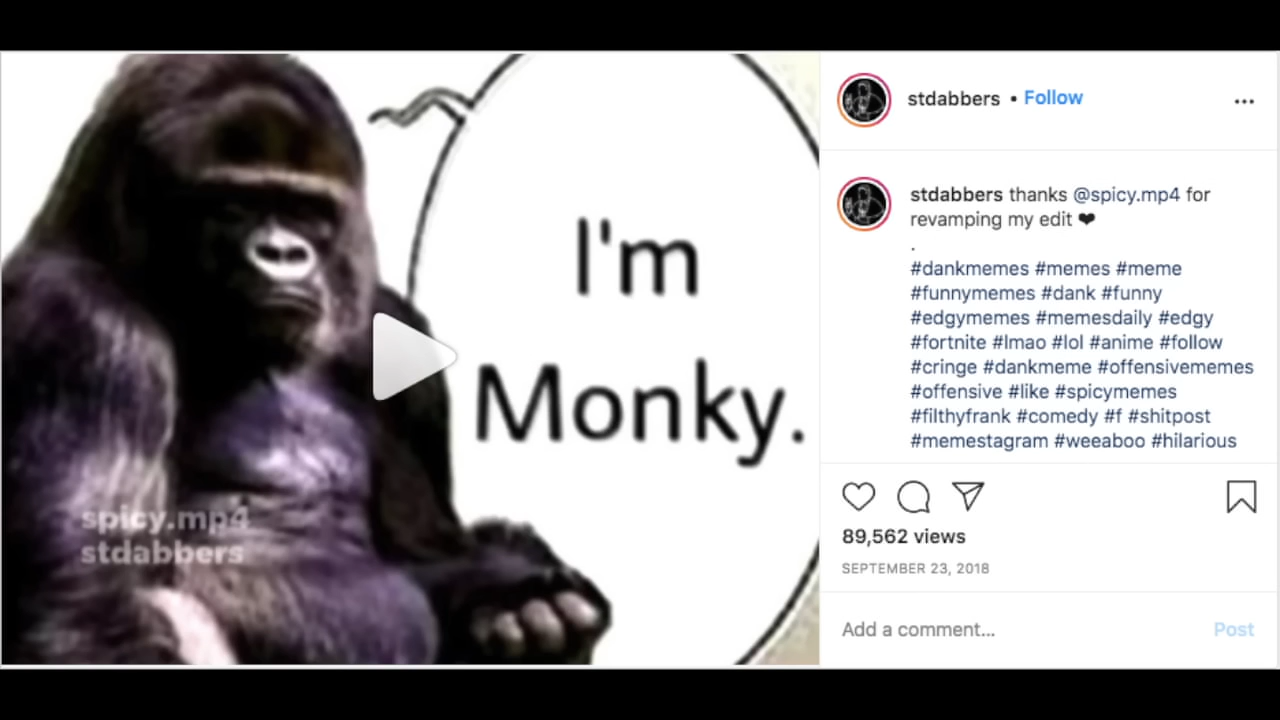 I'm
Monky.
spicy.mp4
stdabbers
stdabbers • Follow
stdabbers thanks @spicy.mp4 for
revamping my edit ❤
.
#dankmemes #memes #meme
#funnymemes #dank #funny
#edgymemes #memesdaily #edgy
#fortnite #lmao #lol #anime #follow
#cringe #dankmeme #offensivememes
#offensive #like #spicymemes
#filthyfrank #comedy #f #shitpost
#memestagram #weeaboo #hilarious
89,562 views
SEPTEMBER 23, 2018
Add a comment... Post